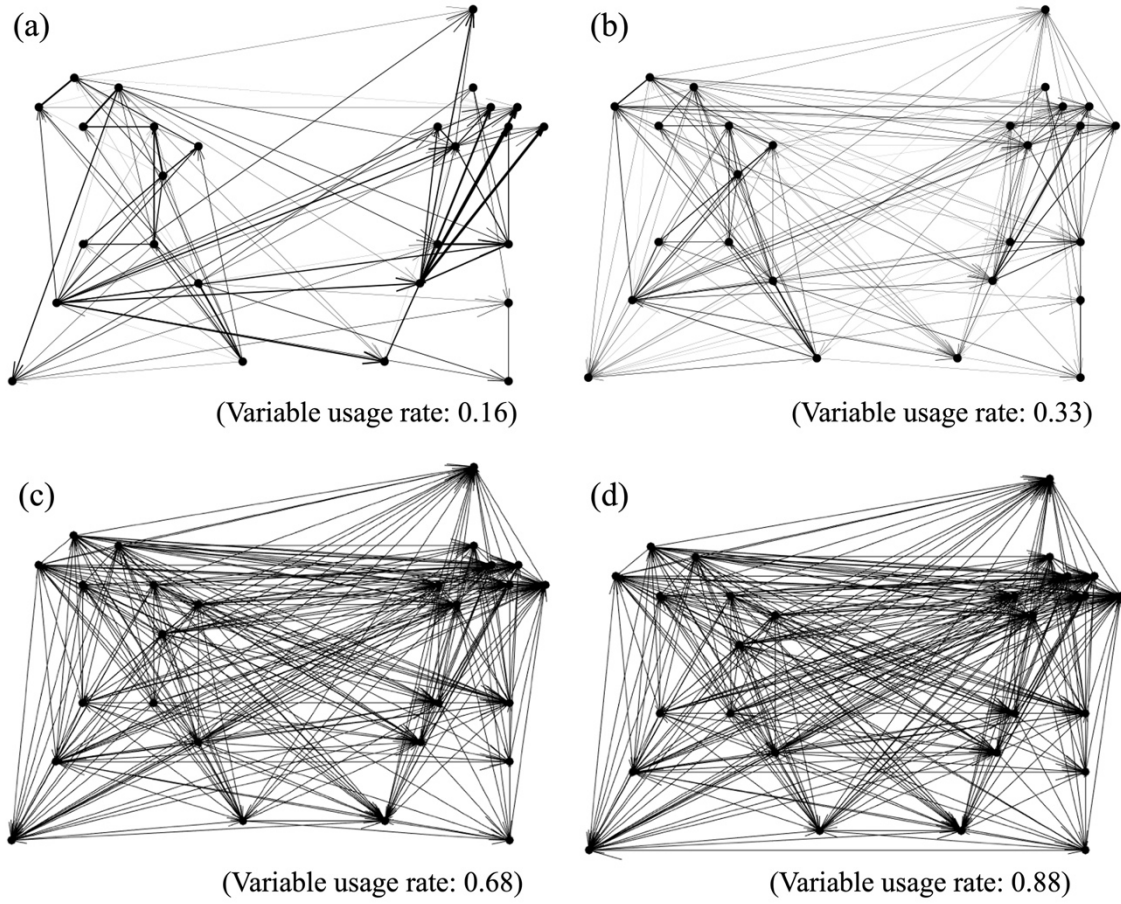 (a)
(b)
(Variable usage rate: 0.16)
(Variable usage rate: 0.33)
(c)
(d)
(Variable usage rate: 0.68)
(Variable usage rate: 0.88)